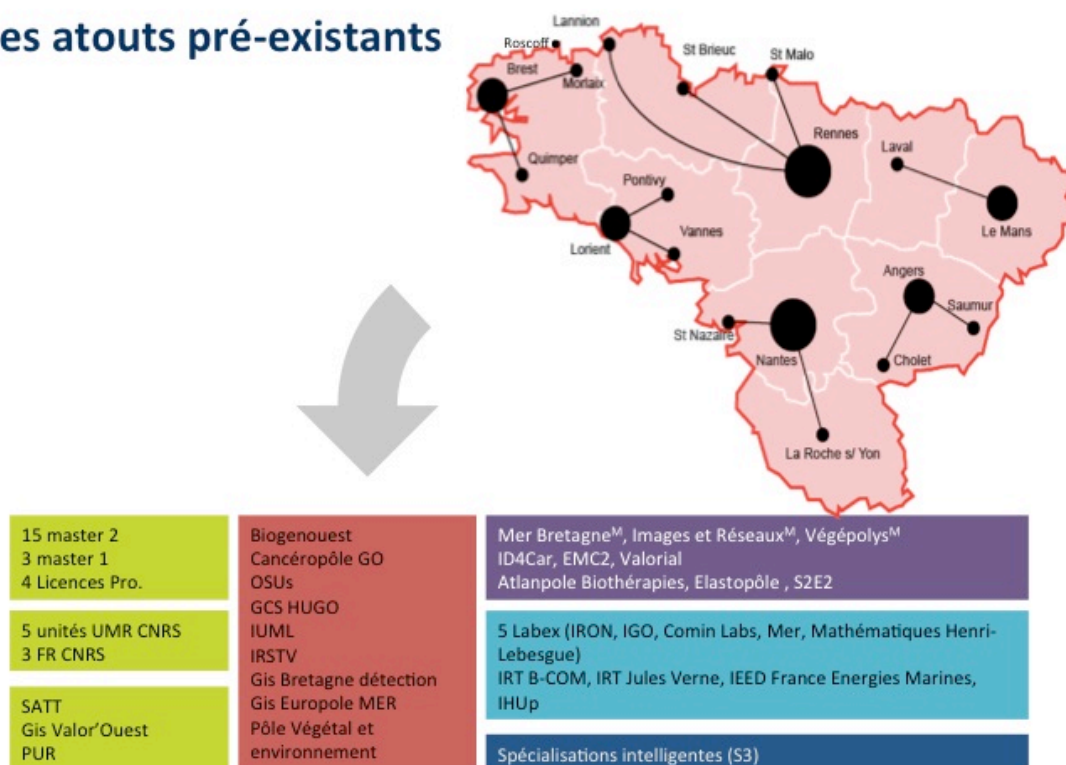 es atouts pré-existants
Lannion
Roscoff
St Brieuc
St Malo
Brest
Morlaix
Rennes
Laval
Quimper
Pontivy
Le Mans
Vannes
Lorient
Angers
Saumur
St Nazaire
Nantes
Cholet
La Roche s/ Yon
15 master 2
3 master 1
4 Licences Pro.
5 unités UMR CNRS
3 FR CNRS
SATT
Gis Valor'Ouest
PUR
Biogenouest
Cancéropôle GO
OSUs
GCS HUGO
IUML
IRSTV
Gis Bretagne détection
Gis Europole MER
Pôle Végétal et
environnement
Mer Bretagneᴹ, Images et Réseauxᴹ, Végépolysᴹ
ID4Car, EMC2, Valorial
Atlanpole Biothérapies, Elastopôle , S2E2
5 Labex (IRON, IGO, Comin Labs, Mer, Mathématiques Henri-
Lebesgue)
IRT B-COM, IRT Jules Verne, IEED France Energies Marines,
IHUp
Spécialisations intelligentes (S3)